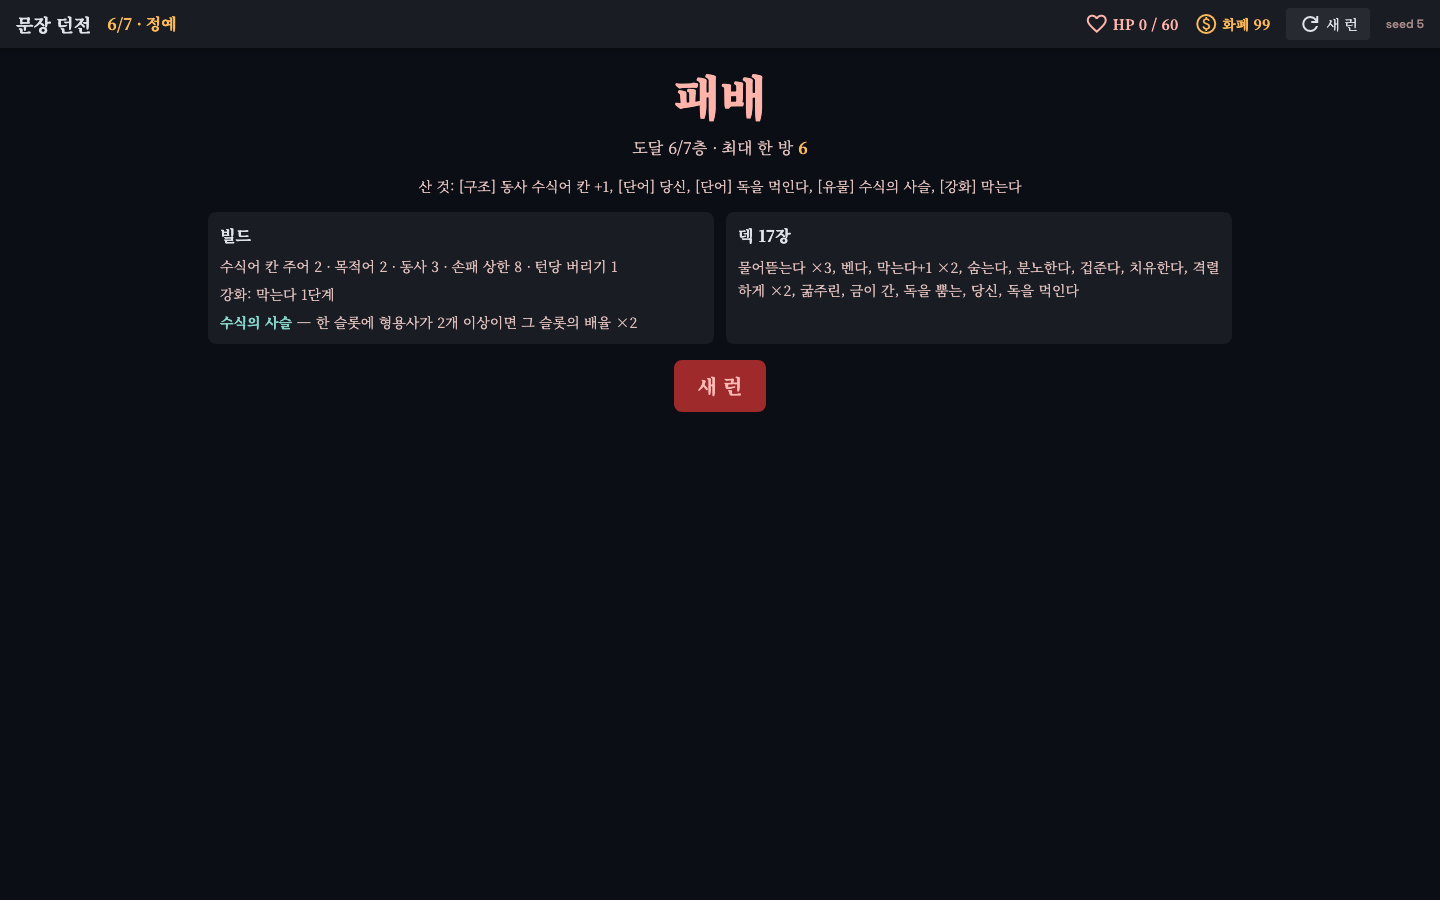 문장 던전 6/7 · 정예 HP 0 / 60 화폐 99 새 런 seed 5
패배
도달 6/7층 · 최대 한 방 6
산 것: [구조] 동사 수식어 칸 +1, [단어] 당신, [단어] 독을 먹인다, [유물] 수식의 사슬, [강화] 막는다
빌드
수식어 칸 주어 2 · 목적어 2 · 동사 3 · 손패 상한 8 · 턴당 버리기 1
강화: 막는다 1단계
수식의 사슬 — 한 슬롯에 형용사가 2개 이상이면 그 슬롯의 배율 ×2
덱 17장
물어뜯는다 ×3, 벤다, 막는다+1 ×2, 숨는다, 분노한다, 겁준다, 치유한다, 격렬
하게 ×2, 굶주린, 금이 간, 독을 뿜는, 당신, 독을 먹인다
새 런